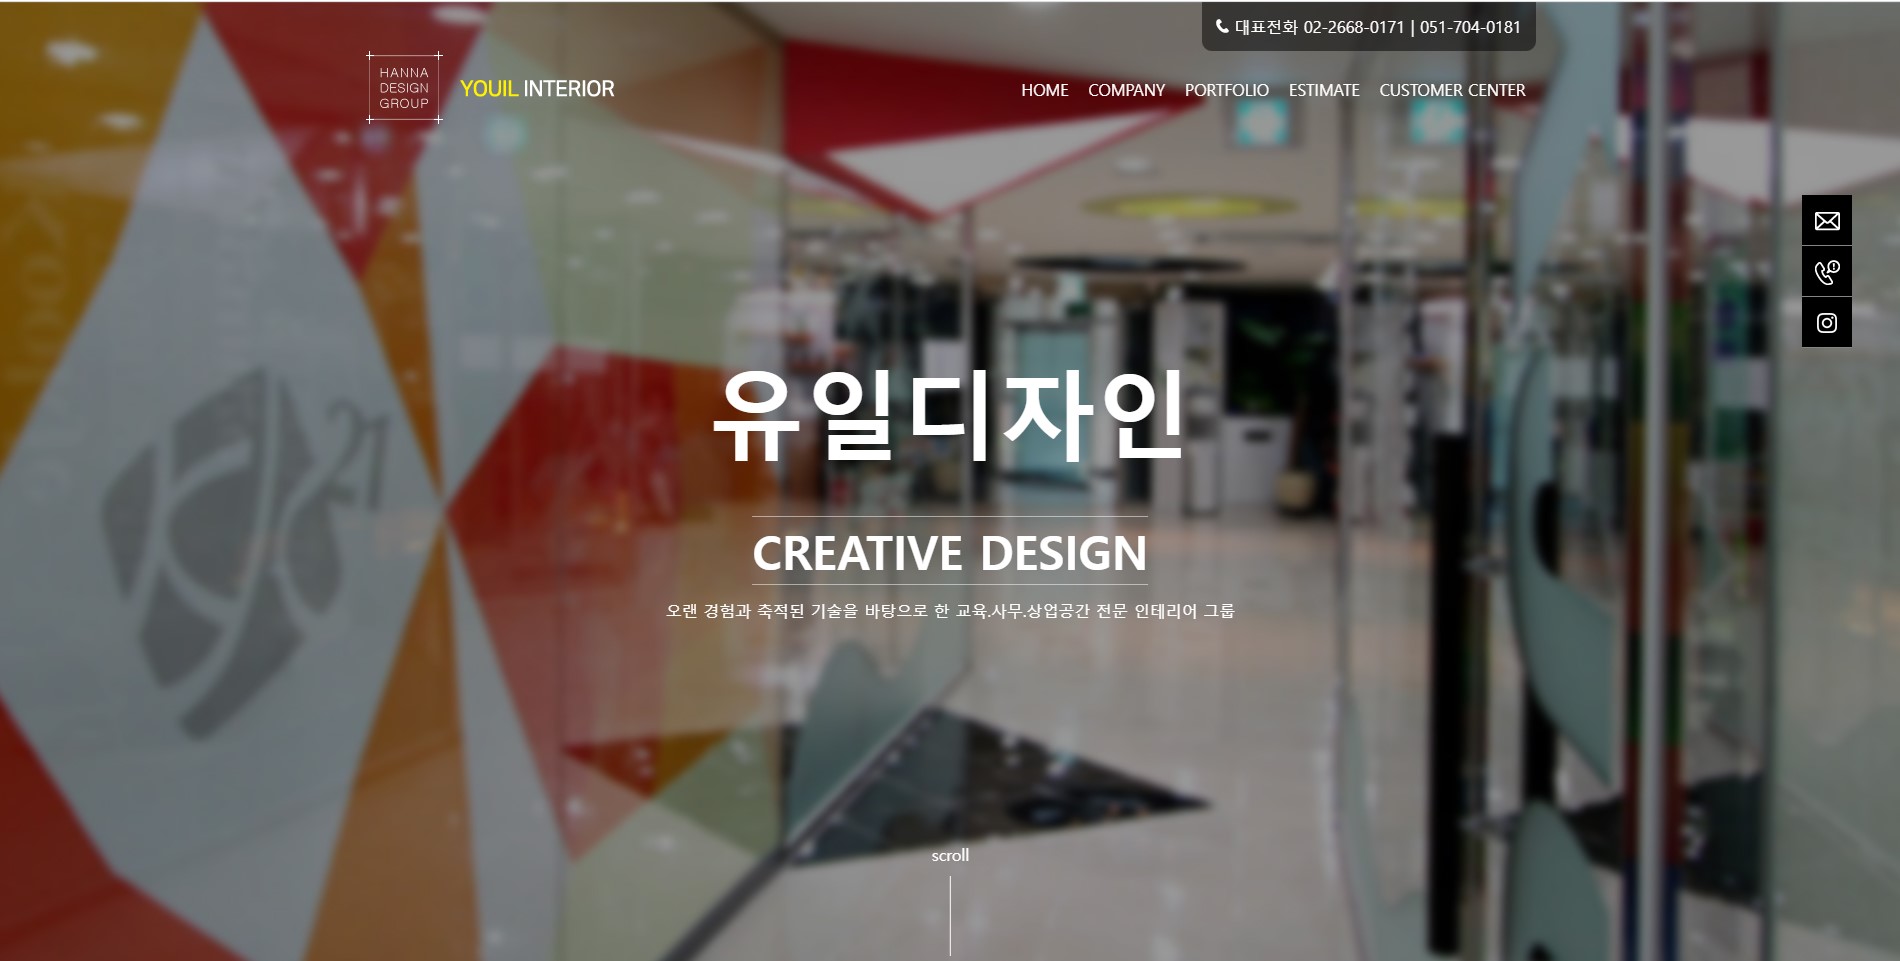 대표전화 02-2668-0171 | 051-704-0181
HANNA
DESIGN
GROUP
YOUIL INTERIOR
HOME COMPANY PORTFOLIO ESTIMATE CUSTOMER CENTER
21
유일디자인
CREATIVE DESIGN
오랜 경험과 축적된 기술을 바탕으로 한 교육.사무.상업공간 전문 인테리어 그룹
scroll